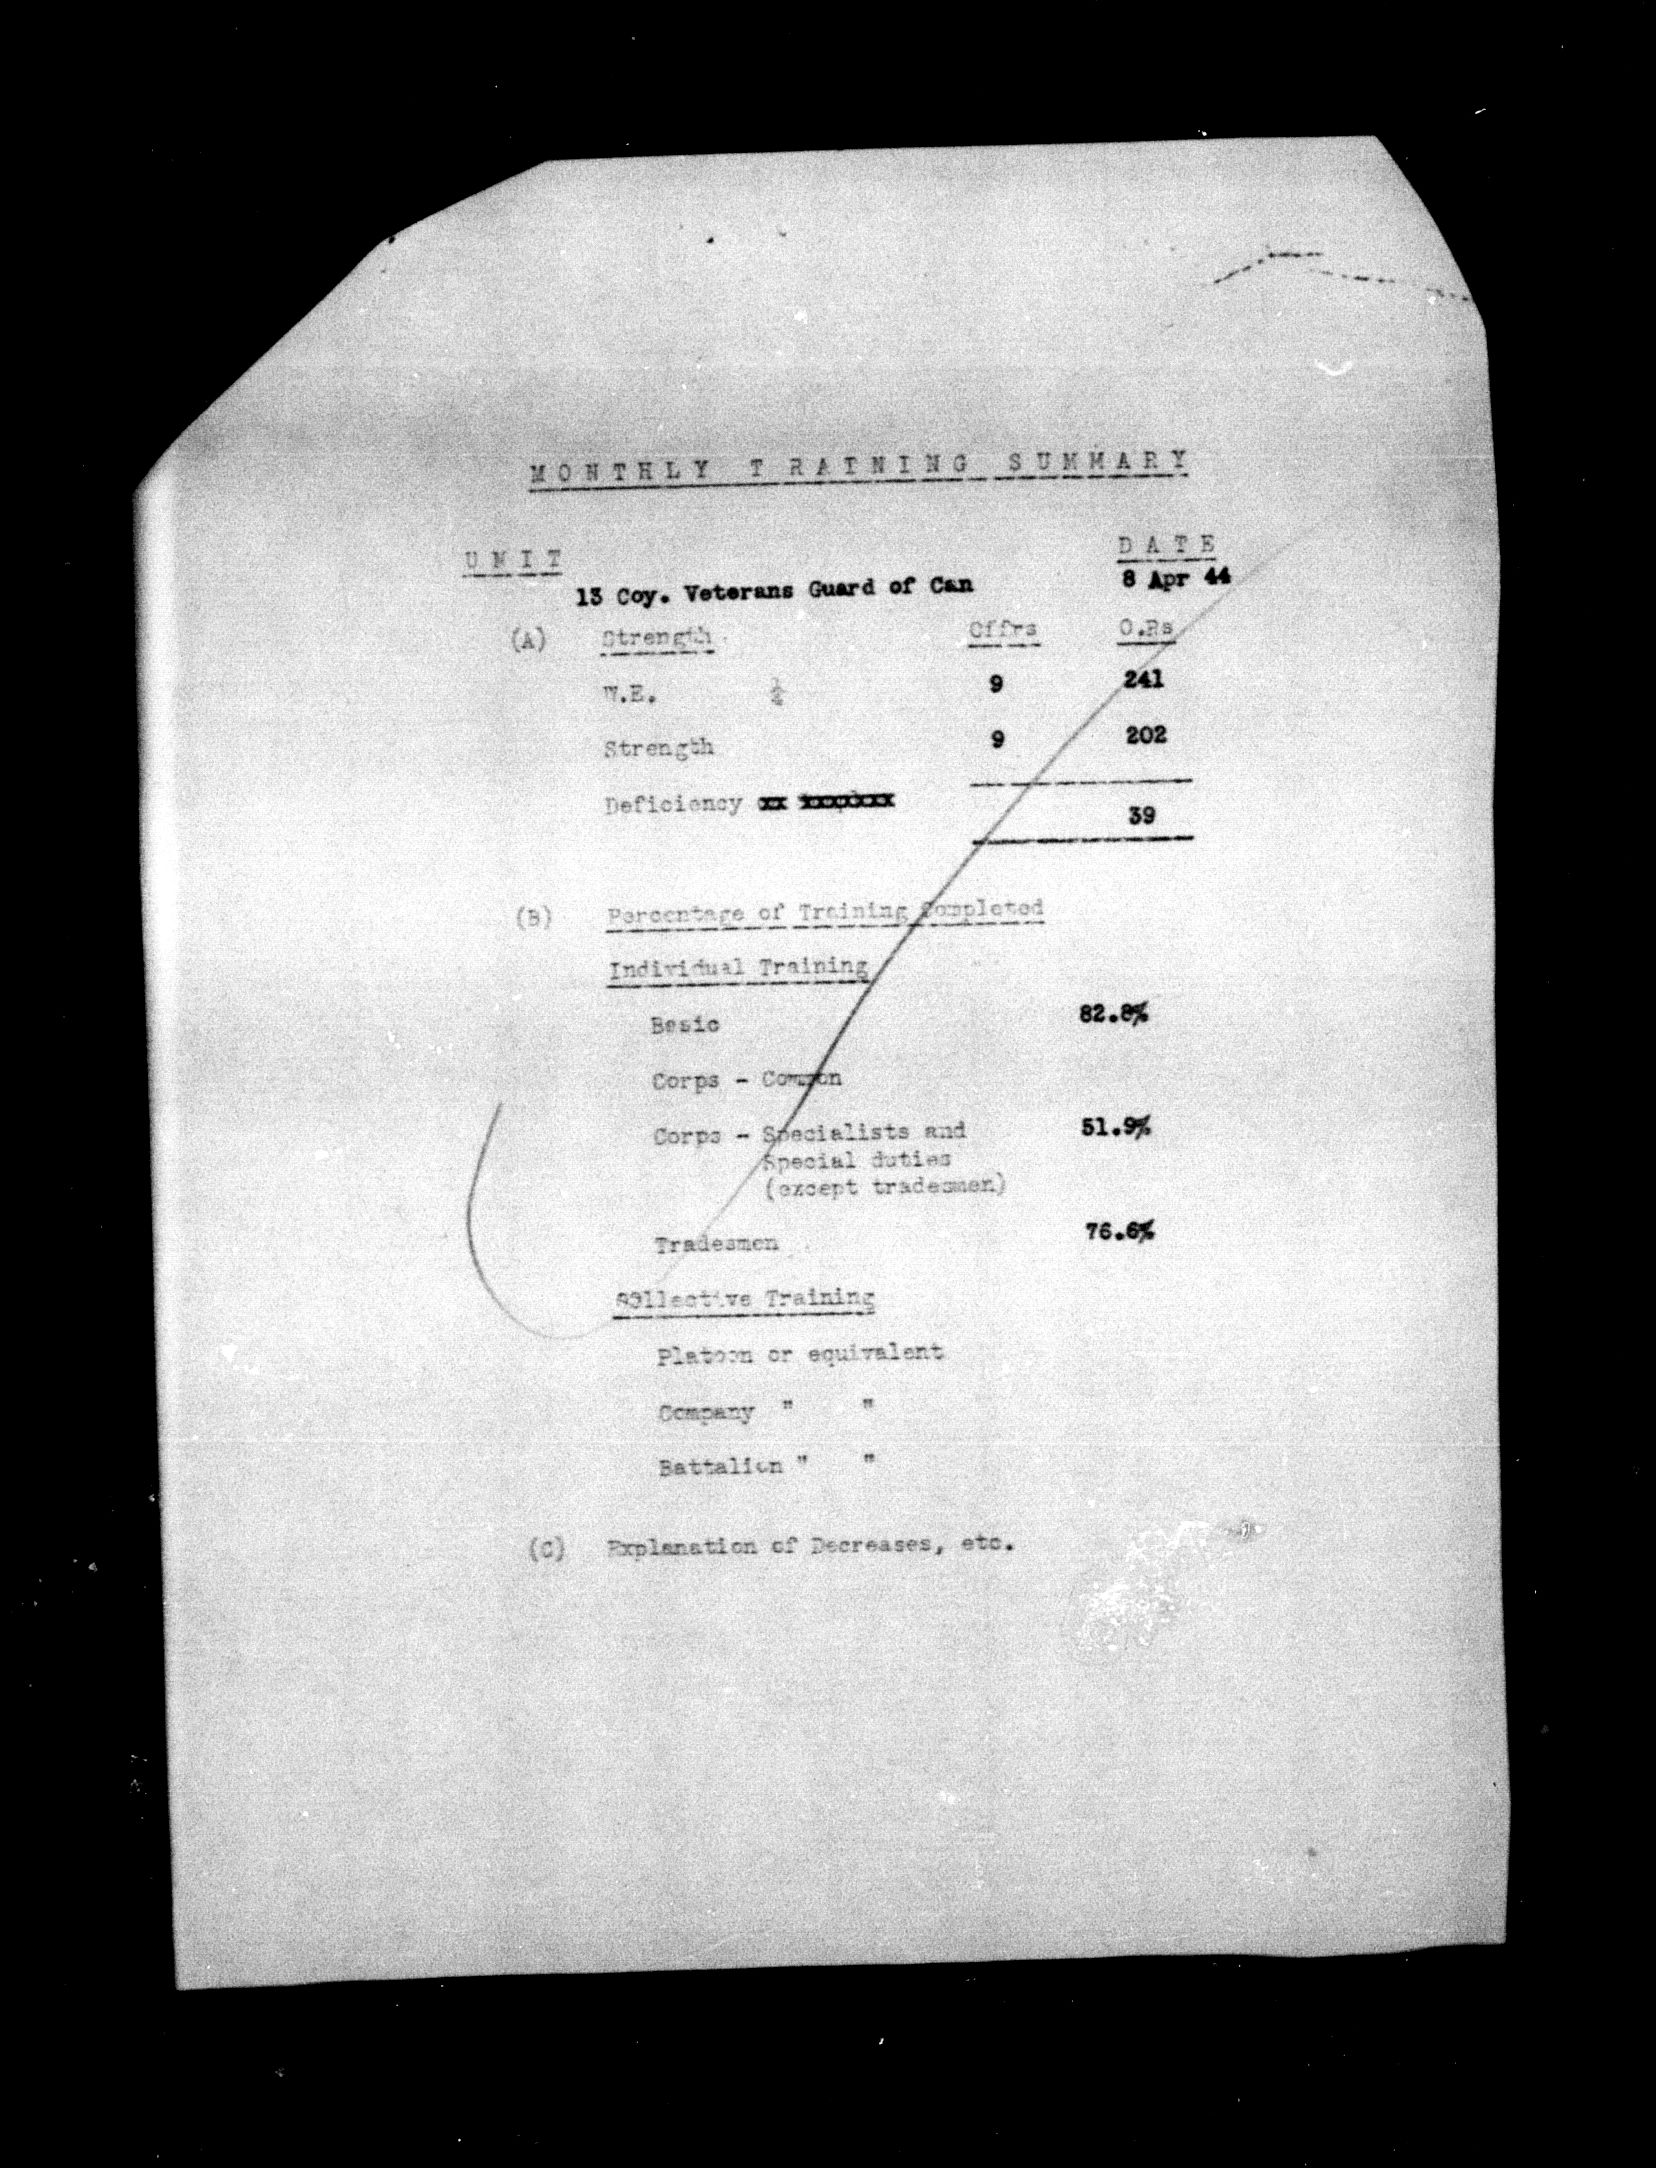 MONTHLY TRAINING SUMMARY
UNIT DATE
13 Coy. Veterans Guard of Can 8 Apr 44
(A) Strength Offrs O.Rs
W.E. 9 241
Strength 9 202
Deficiency xx xxxxxxx 39
(B) Percentage of Training Completed
Individual Training
Basic 82.8%
Corps - Common
Corps - Specialists and 51.9%
Special duties
(except tradesmen)
Tradesmen 76.6%
Collective Training
Platoon or equivalent
Company " "
Battalion " "
(C) Explanation of Decreases, etc.